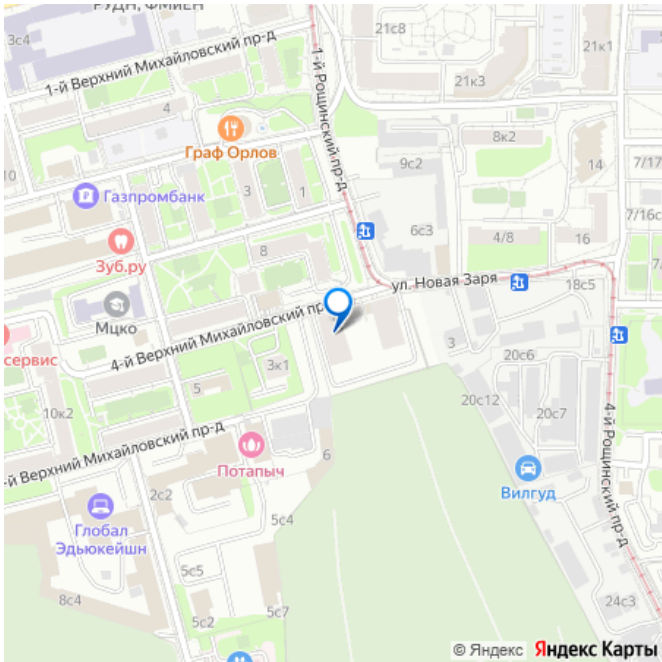 РУДН, ФМиЕН
3с4
21с8
21к1
1-й Верхний Михайловский пр-д
1-й Рощинский пр-д
21к3
4
Граф Орлов
8к2
10
9с2
14
7/17
Газпромбанк
3
1
7/16с
6с3
4/8
16
Зуб.ру
8
ул. Новая Заря
18с5
Мцко
4-й Верхний Михайловский пр-д
3
сервис
3к1
20с6
5
10к2
20с12
20с7
4-й Рощинский пр-д
-й Верхний Михайловский пр-д
Потапыч
6
Вилгуд
2с2
Глобал
Эдьюкейшн
5с4
5с5
8с4
5с7
24с3
5с2
© Яндекс Яндекс Карты